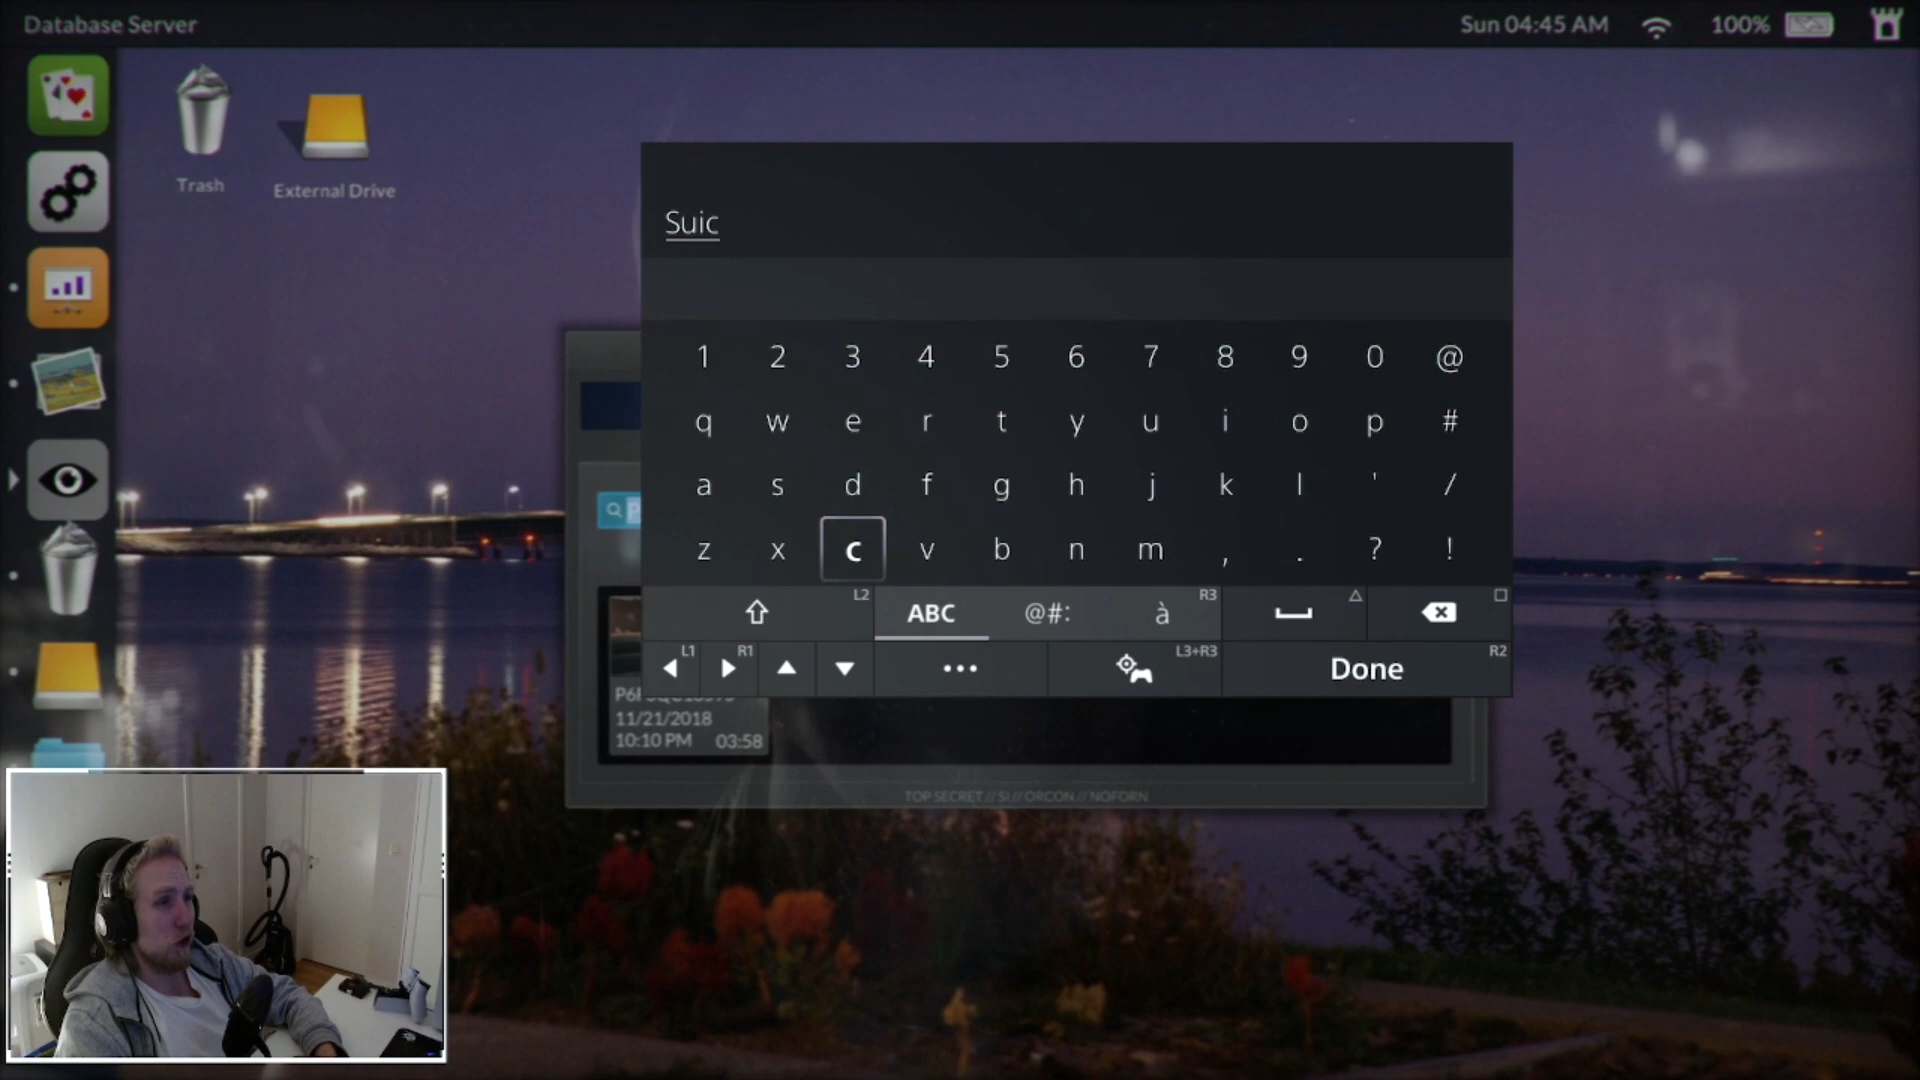 Database Server
Sun 04:45 AM
100%
Trash
External Drive
Suic
1 2 3 4 5 6 7 8 9 0 @
q w e r t y u i o p #
a s d f g h j k l ' /
z x c v b n m , . ? !
L2
ABC
@#:
à
R3
L1
R1
...
L3+R3
Done
R2
11/21/2018
10:10 PM 03:58
TOP SECRET // SI // ORCON // NOFORN